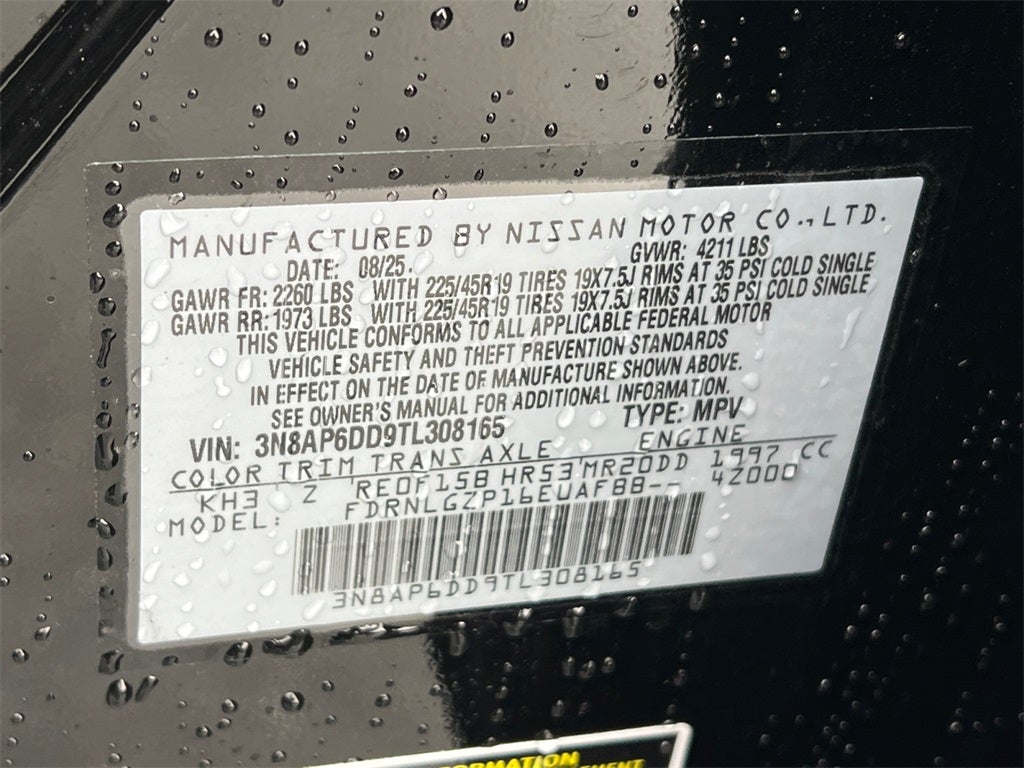 MANUFACTURED BY NISSAN MOTOR CO., LTD.
DATE: 08/25. GVWR: 4211 LBS
GAWR FR: 2260 LBS WITH 225/45R19 TIRES 19X7.5J RIMS AT 35 PSI COLD SINGLE
GAWR RR: 1973 LBS WITH 225/45R19 TIRES 19X7.5J RIMS AT 35 PSI COLD SINGLE
THIS VEHICLE CONFORMS TO ALL APPLICABLE FEDERAL MOTOR
VEHICLE SAFETY AND THEFT PREVENTION STANDARDS
IN EFFECT ON THE DATE OF MANUFACTURE SHOWN ABOVE.
SEE OWNER'S MANUAL FOR ADDITIONAL INFORMATION.
VIN: 3N8AP6DD9TL308165 TYPE: MPV
COLOR TRIM TRANS AXLE ENGINE
KH3 Z RE0F15B HR53 MR20DD 1997 CC
MODEL: FDRNLGZP16EUAFBB-- 4Z000
3N8AP6DD9TL308165